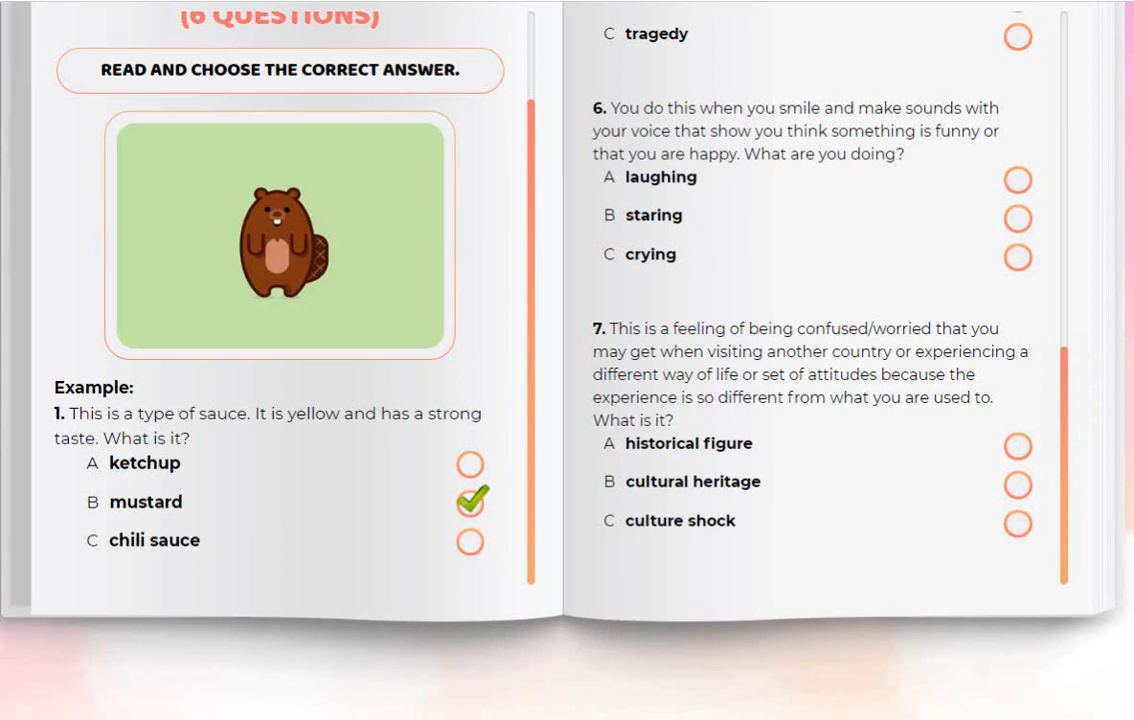 (6 QUESTIONS)
READ AND CHOOSE THE CORRECT ANSWER.
Example:
1. This is a type of sauce. It is yellow and has a strong
taste. What is it?
A ketchup
B mustard
C chili sauce
C tragedy
6. You do this when you smile and make sounds with
your voice that show you think something is funny or
that you are happy. What are you doing?
A laughing
B staring
C crying
7. This is a feeling of being confused/worried that you
may get when visiting another country or experiencing a
different way of life or set of attitudes because the
experience is so different from what you are used to.
What is it?
A historical figure
B cultural heritage
C culture shock